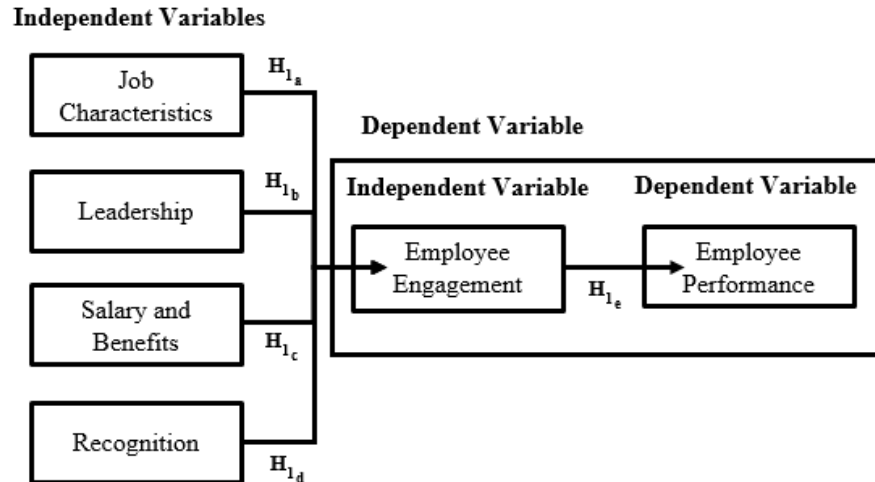 Independent Variables
Job
Characteristics
H1a
Leadership
H1b
Salary and
Benefits
H1c
Recognition
H1d
Dependent Variable
Independent Variable
Employee
Engagement
H1e
Dependent Variable
Employee
Performance